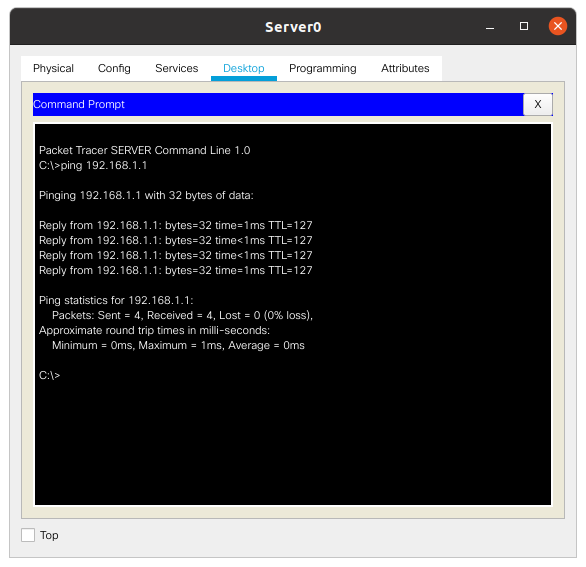 Server0
Physical Config Services Desktop Programming Attributes
Command Prompt X
Packet Tracer SERVER Command Line 1.0
C:\>ping 192.168.1.1
Pinging 192.168.1.1 with 32 bytes of data:
Reply from 192.168.1.1: bytes=32 time=1ms TTL=127
Reply from 192.168.1.1: bytes=32 time<1ms TTL=127
Reply from 192.168.1.1: bytes=32 time<1ms TTL=127
Reply from 192.168.1.1: bytes=32 time=1ms TTL=127
Ping statistics for 192.168.1.1:
Packets: Sent = 4, Received = 4, Lost = 0 (0% loss),
Approximate round trip times in milli-seconds:
Minimum = 0ms, Maximum = 1ms, Average = 0ms
C:\>
Top